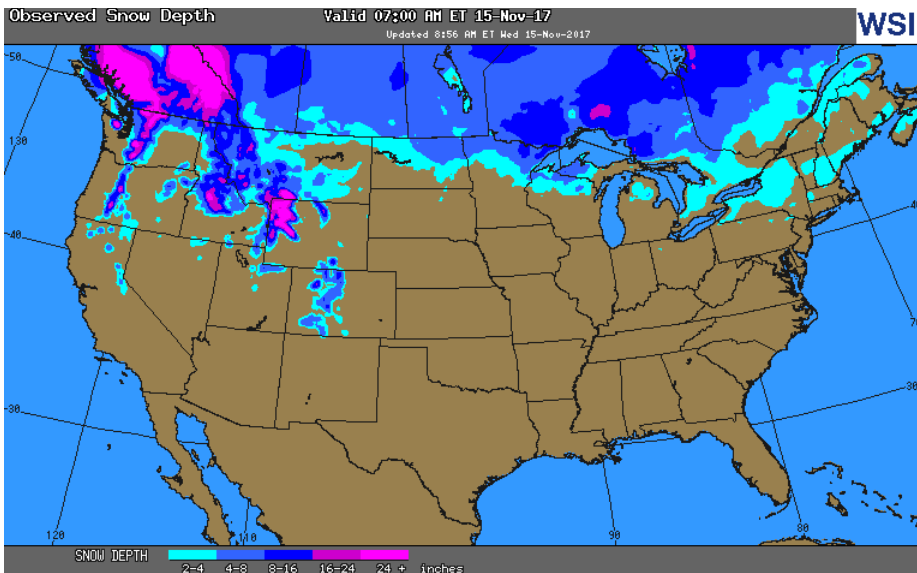 Observed Snow Depth Valid 07:00 AM ET 15-Nov-17
Updated 8:56 AM ET Wed 15-Nov-2017
WSI
50
130
40
40
70
30
30
120
110
90
80
SNOW DEPTH
2-4 4-8 8-16 16-24 24 + inches